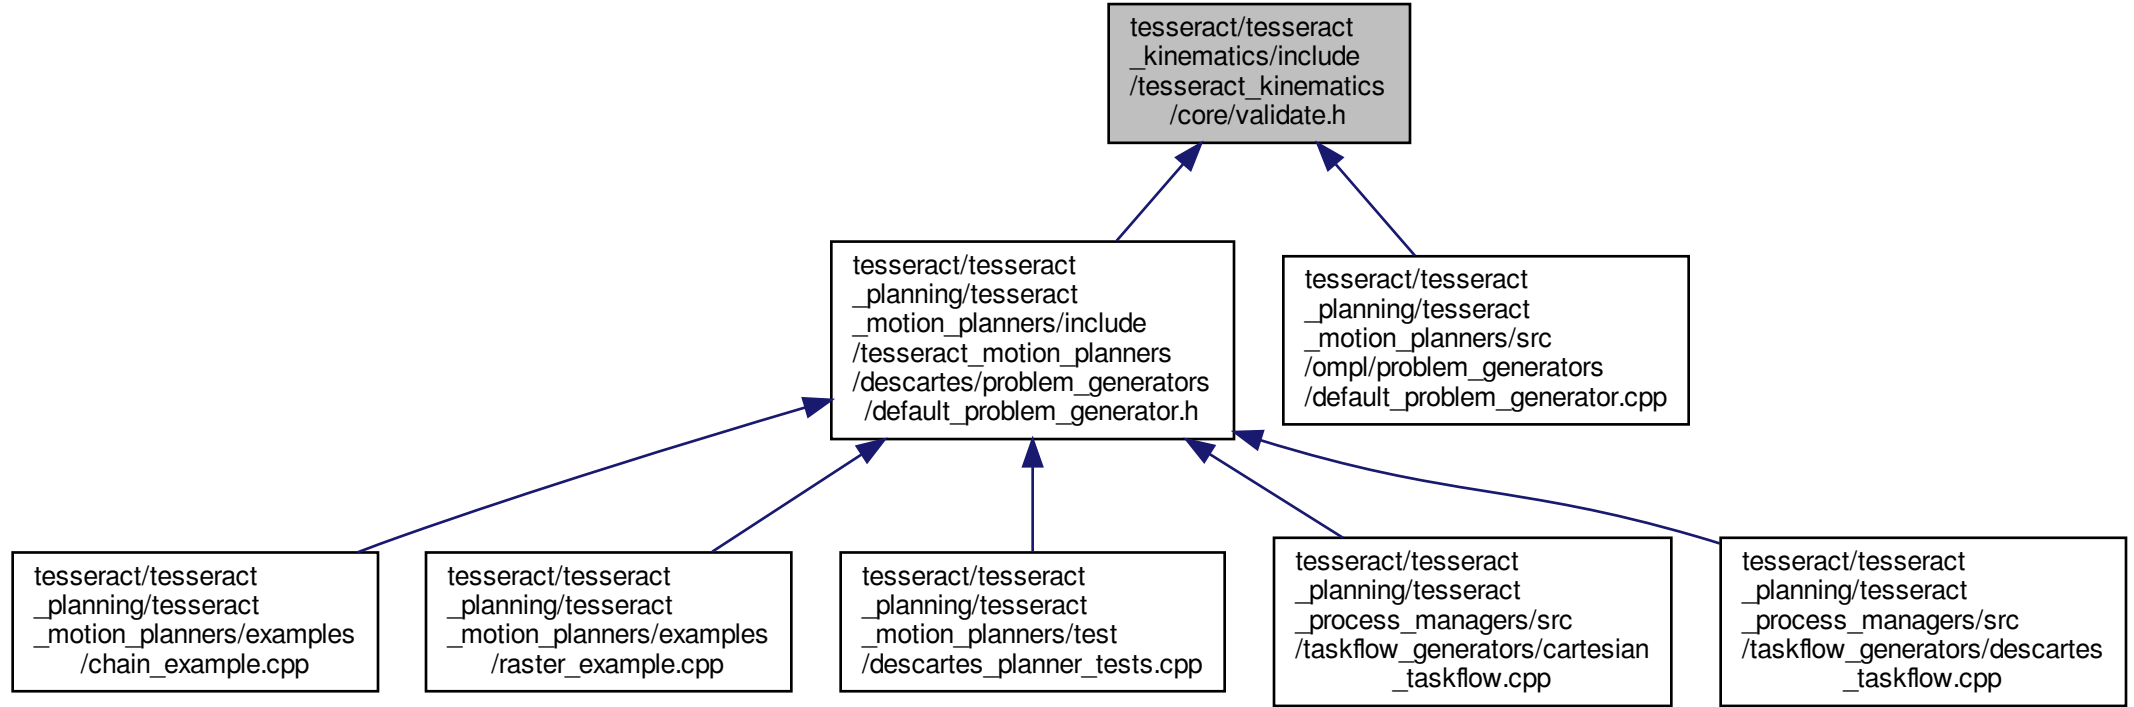 tesseract/tesseract
_kinematics/include
/tesseract_kinematics
/core/validate.h
tesseract/tesseract
_planning/tesseract
_motion_planners/include
/tesseract_motion_planners
/descartes/problem_generators
/default_problem_generator.h
tesseract/tesseract
_planning/tesseract
_motion_planners/src
/ompl/problem_generators
/default_problem_generator.cpp
tesseract/tesseract
_planning/tesseract
_motion_planners/examples
/chain_example.cpp
tesseract/tesseract
_planning/tesseract
_motion_planners/examples
/raster_example.cpp
tesseract/tesseract
_planning/tesseract
_motion_planners/test
/descartes_planner_tests.cpp
tesseract/tesseract
_planning/tesseract
_process_managers/src
/taskflow_generators/cartesian
_taskflow.cpp
tesseract/tesseract
_planning/tesseract
_process_managers/src
/taskflow_generators/descartes
_taskflow.cpp